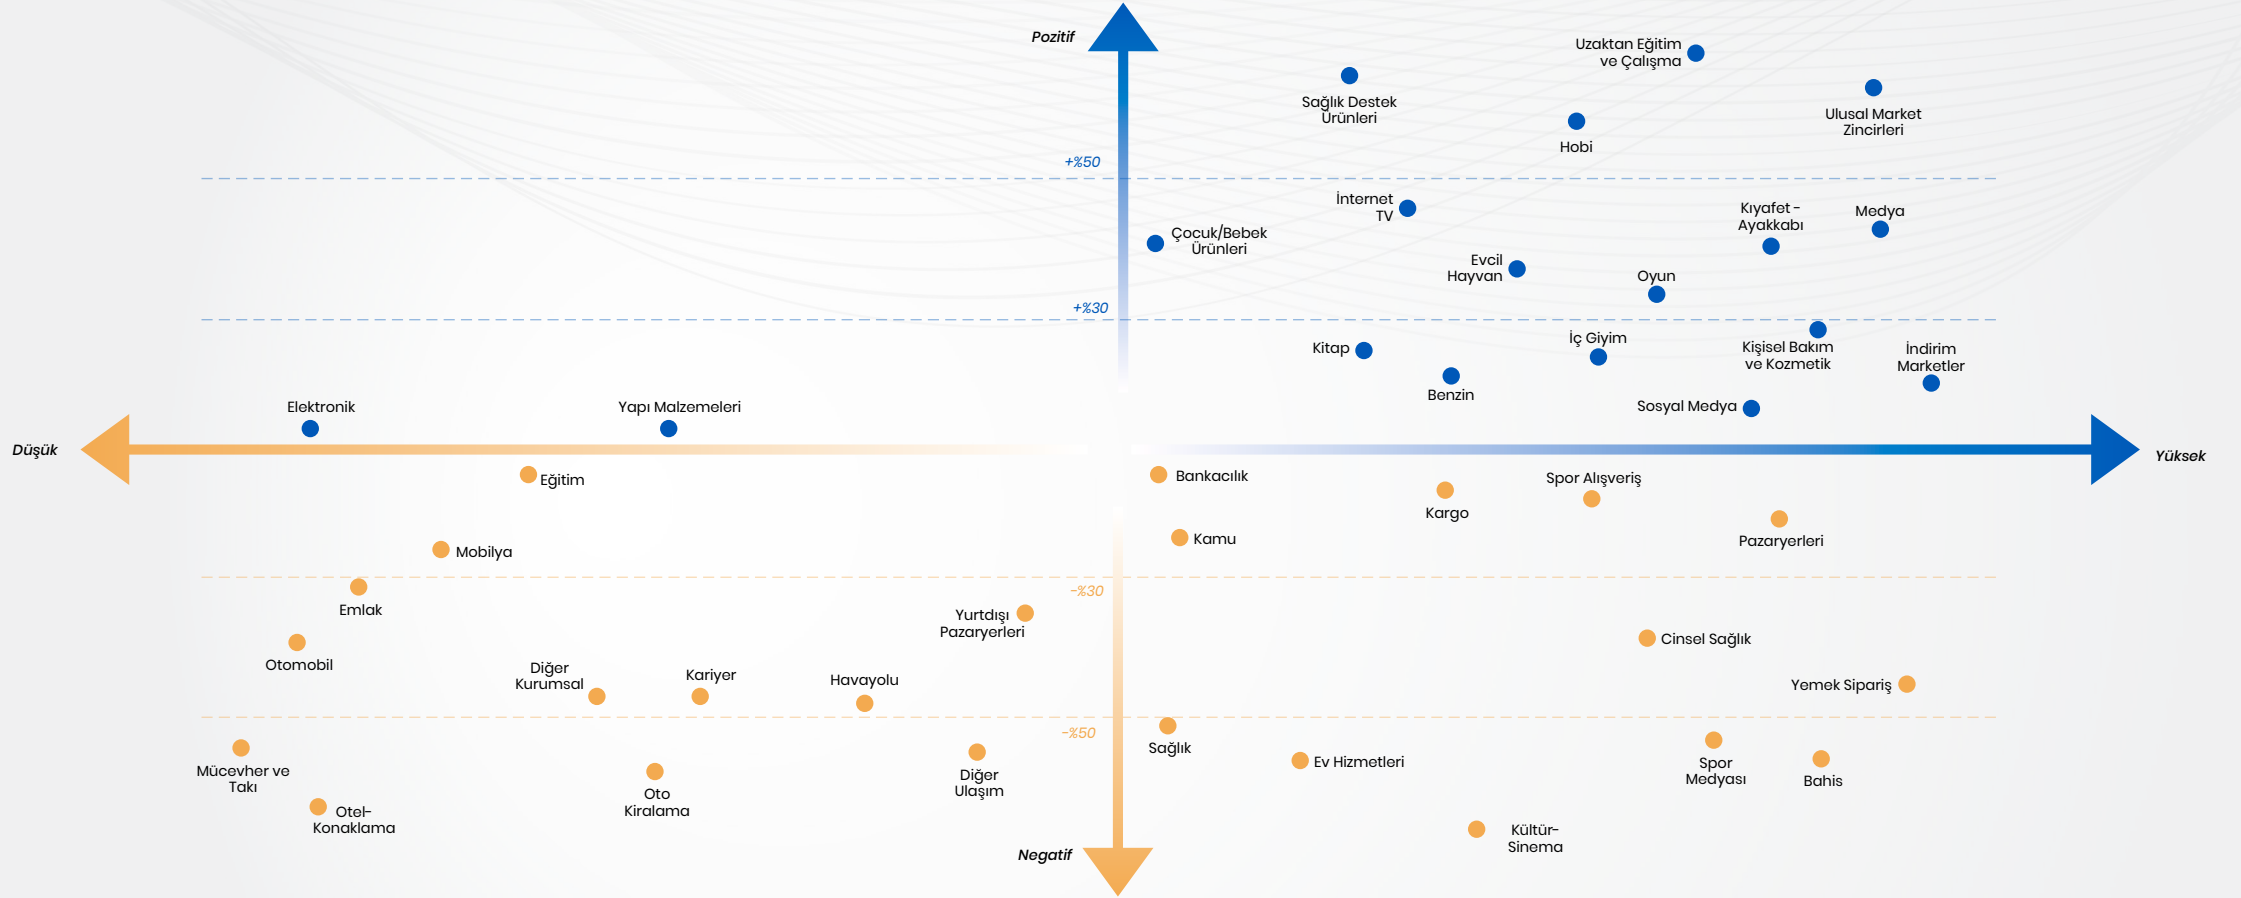 Pozitif
Uzaktan Eğitim
ve Çalışma
Sağlık Destek
Ürünleri
Ulusal Market
Zincirleri
Hobi
+%50
İnternet
TV
Kıyafet -
Ayakkabı
Medya
Çocuk/Bebek
Ürünleri
Evcil
Hayvan
Oyun
+%30
Kitap
İç Giyim
Kişisel Bakım
ve Kozmetik
İndirim
Marketler
Benzin
Elektronik
Yapı Malzemeleri
Sosyal Medya
Düşük
Yüksek
Eğitim
Bankacılık
Spor Alışveriş
Kargo
Kamu
Pazaryerleri
Mobilya
-%30
Emlak
Yurtdışı
Pazaryerleri
Cinsel Sağlık
Otomobil
Diğer
Kurumsal
Kariyer
Havayolu
Yemek Sipariş
-%50
Sağlık
Mücevher ve
Takı
Diğer
Ulaşım
Ev Hizmetleri
Spor
Medyası
Bahis
Oto
Kiralama
Otel-
Konaklama
Kültür-
Sinema
Negatif